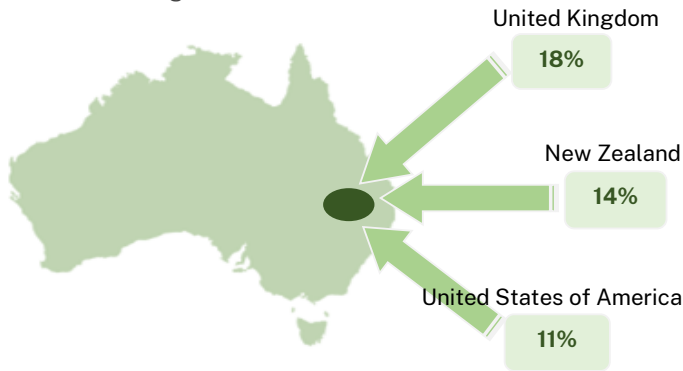 United Kingdom
18%
New Zealand
14%
United States of America
11%